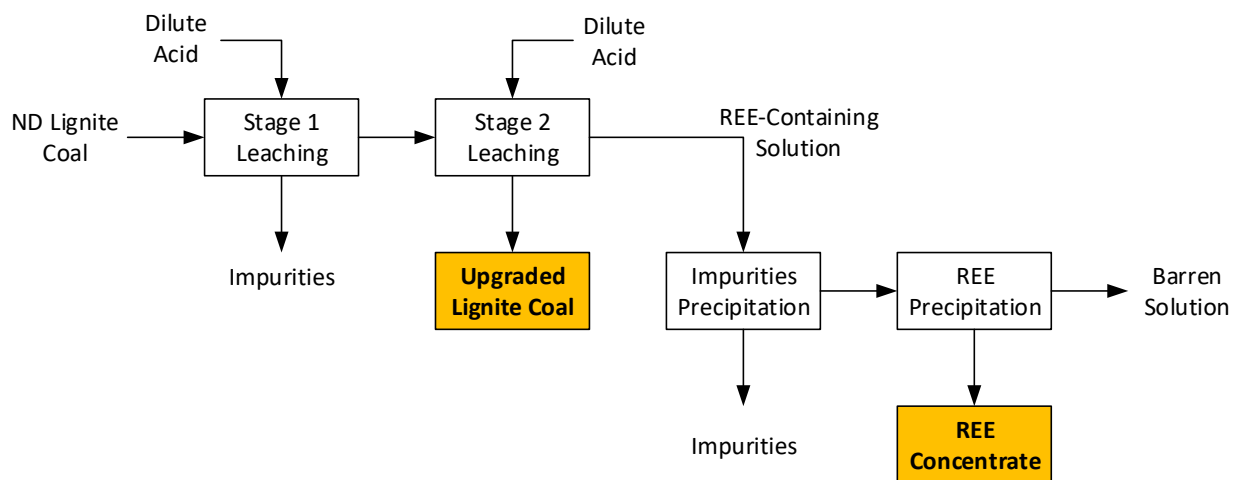 Dilute
Acid
Dilute
Acid
ND Lignite
Coal
Stage 1
Leaching
Stage 2
Leaching
REE-Containing
Solution
Impurities
Upgraded
Lignite Coal
Impurities
Precipitation
REE
Precipitation
Barren
Solution
Impurities
REE
Concentrate